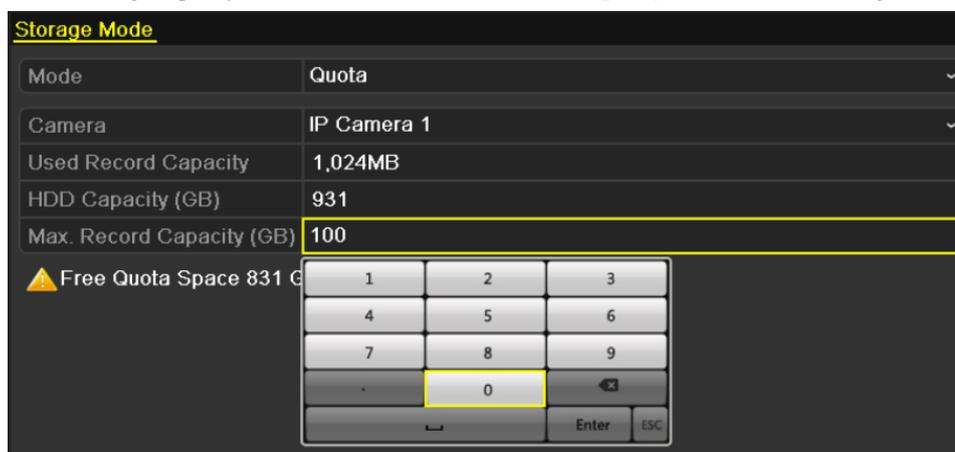 Storage Mode
Mode Quota
Camera IP Camera 1
Used Record Capacity 1,024MB
HDD Capacity (GB) 931
Max. Record Capacity (GB) 100
Free Quota Space 831 G
1 2 3
4 5 6
7 8 9
. 0
Enter ESC